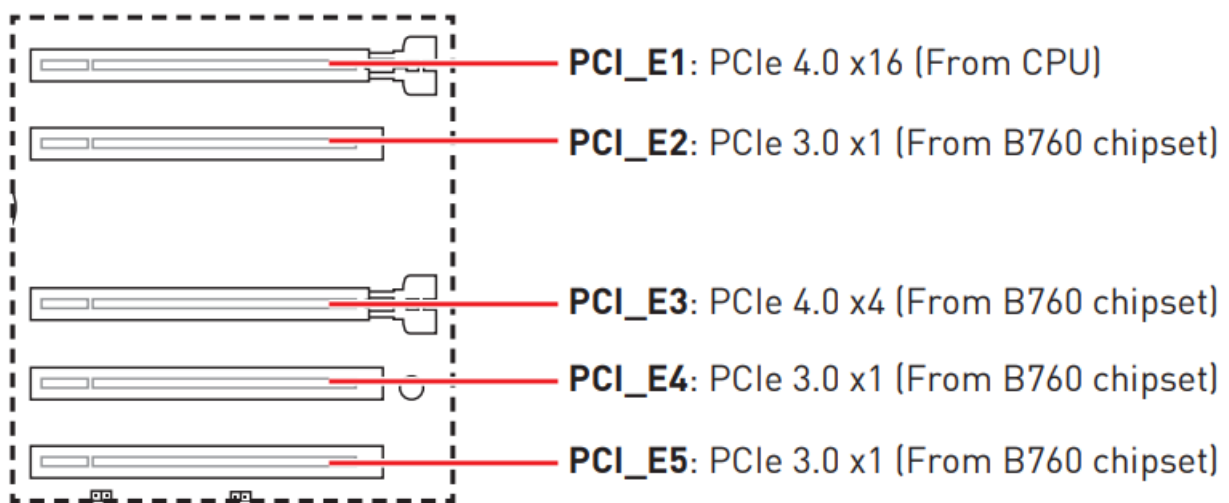 PCI_E1: PCIe 4.0 x16 (From CPU)
PCI_E2: PCIe 3.0 x1 (From B760 chipset)
PCI_E3: PCIe 4.0 x4 (From B760 chipset)
PCI_E4: PCIe 3.0 x1 (From B760 chipset)
PCI_E5: PCIe 3.0 x1 (From B760 chipset)